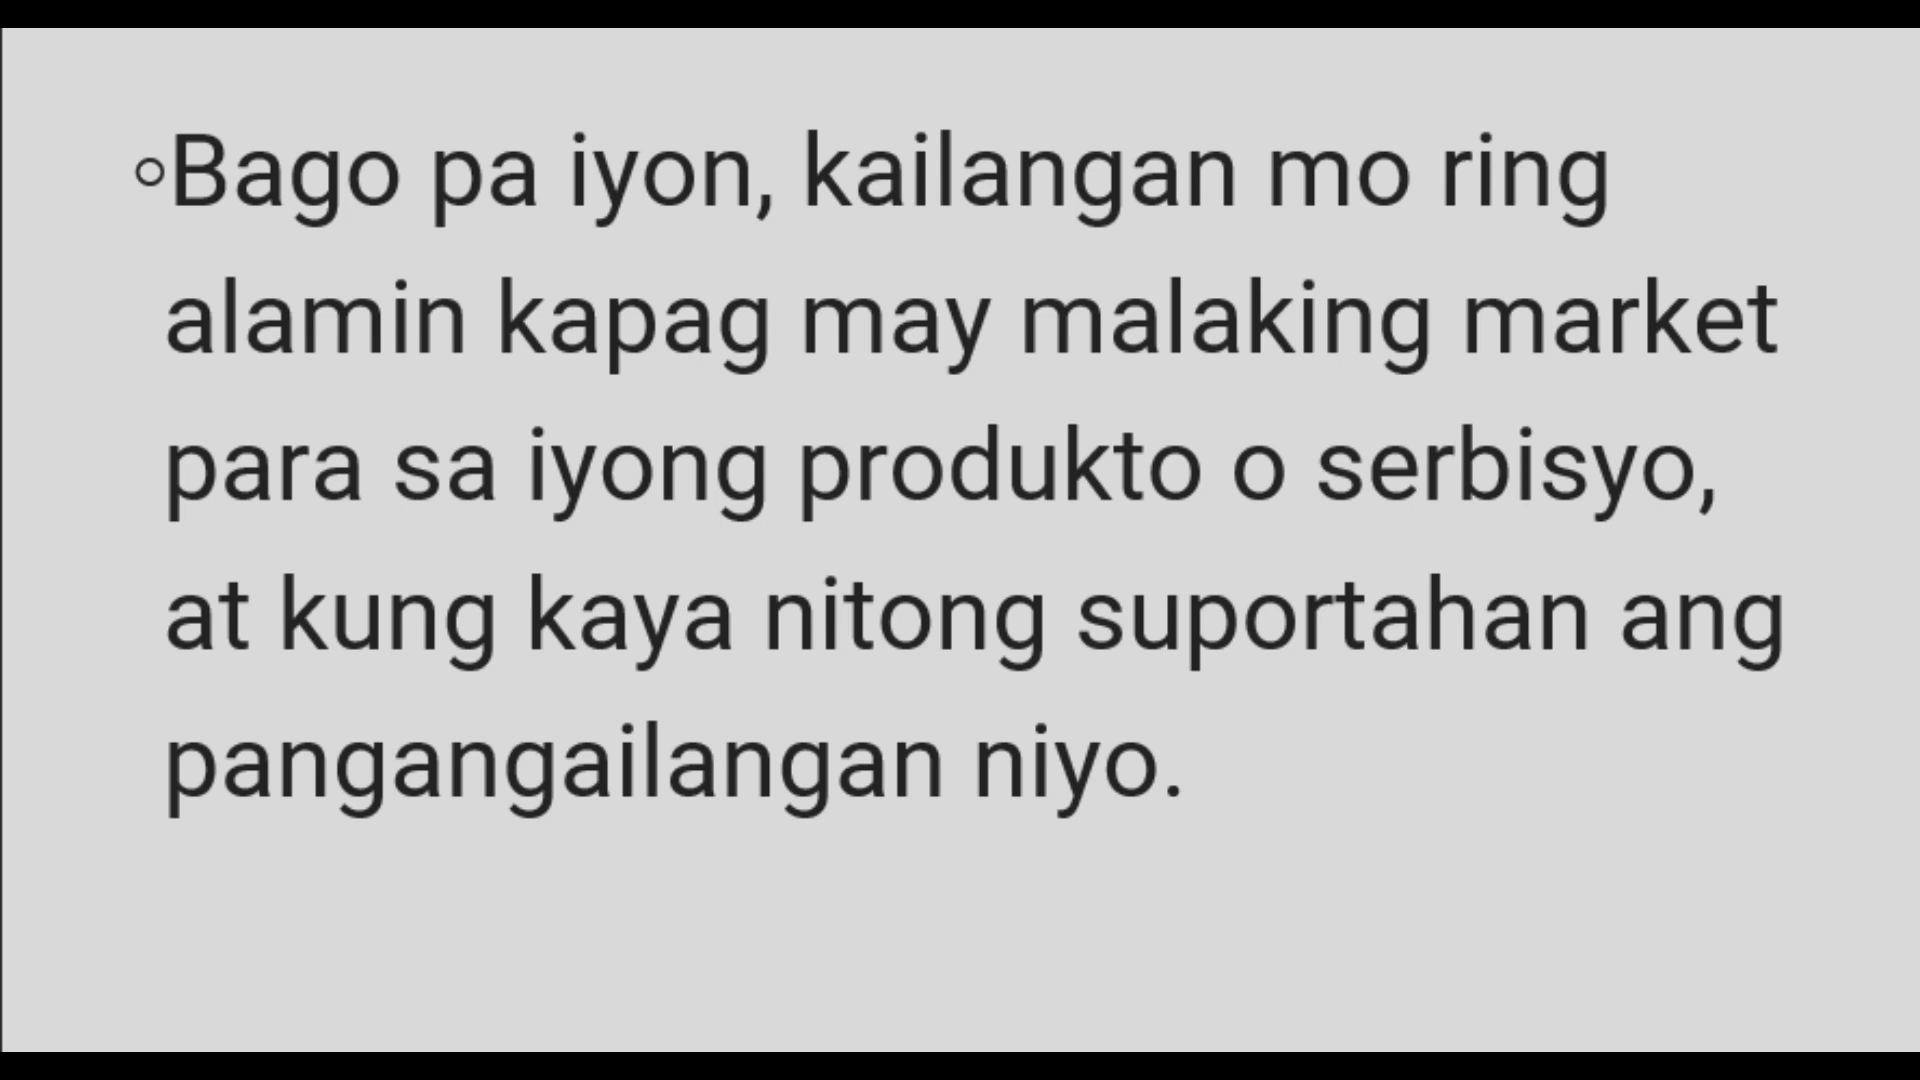 ◦Bago pa iyon, kailangan mo ring
alamin kapag may malaking market
para sa iyong produkto o serbisyo,
at kung kaya nitong suportahan ang
pangangailangan niyo.